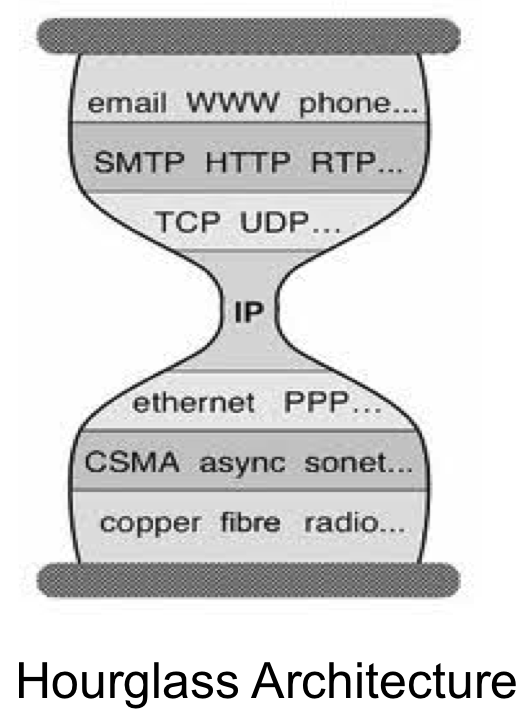 email WWW phone...
SMTP HTTP RTP...
TCP UDP...
IP
ethernet PPP...
CSMA async sonet...
copper fibre radio...
Hourglass Architecture